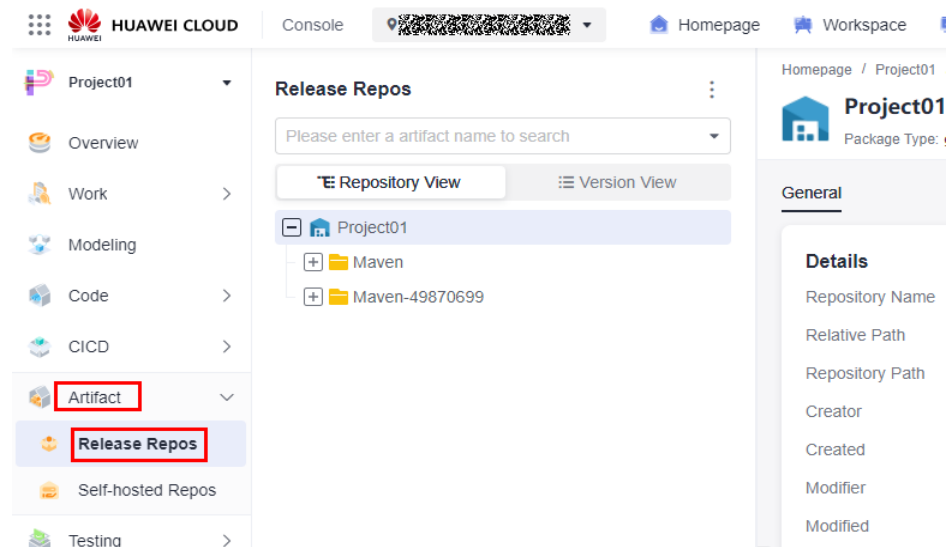 HUAWEI
HUAWEI CLOUD
Console
Homepage
Workspace
Project01
Overview
Work
Modeling
Code
CICD
Artifact
Release Repos
Self-hosted Repos
Testing
Release Repos
Please enter a artifact name to search
Repository View
Version View
Project01
Maven
Maven-49870699
Homepage / Project01
Project01
Package Type:
General
Details
Repository Name
Relative Path
Repository Path
Creator
Created
Modifier
Modified